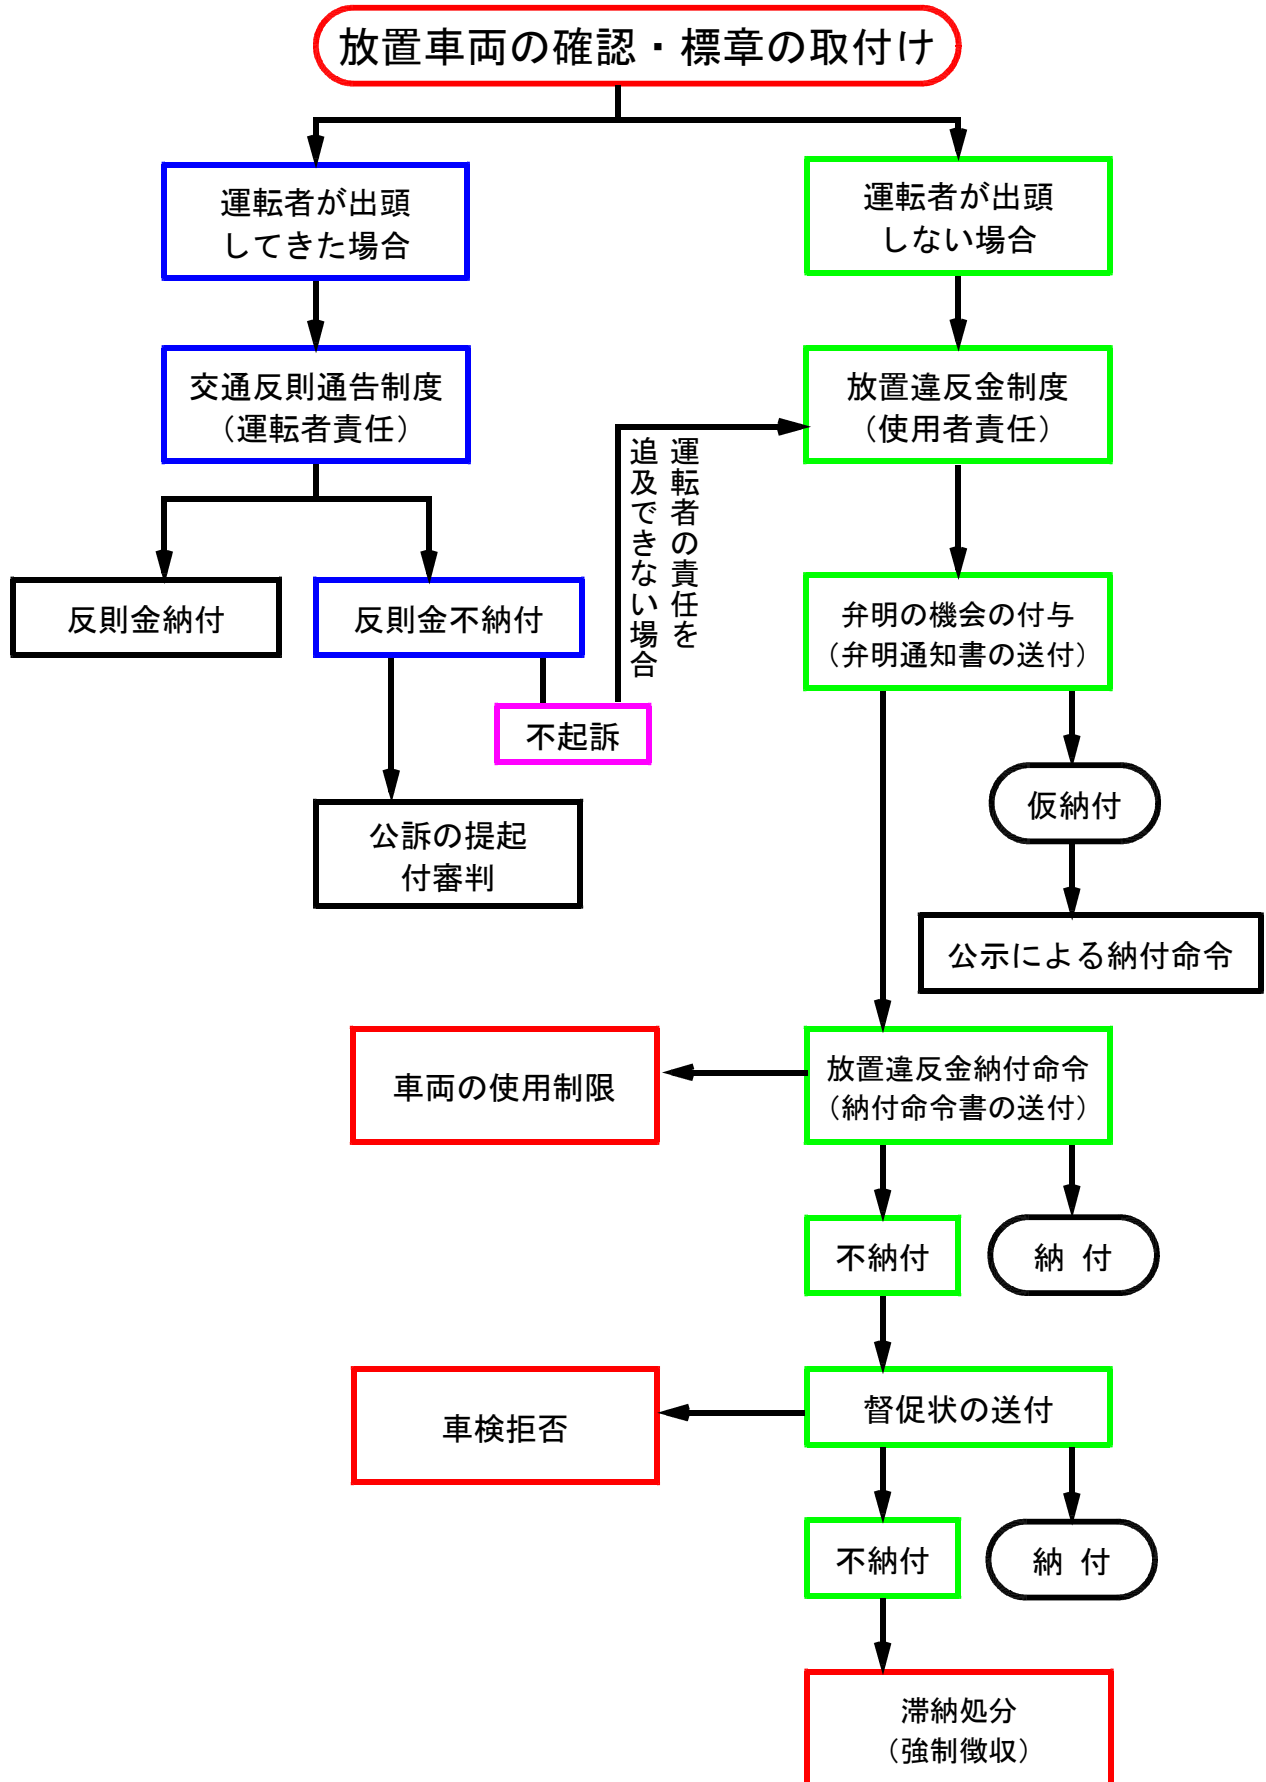 放置車両の確認・標章の取付け
運転者が出頭
してきた場合
運転者が出頭
しない場合
交通反則通告制度
（運転者責任）
放置違反金制度
（使用者責任）
運転者の責任を
追及できない場合
反則金納付
反則金不納付
弁明の機会の付与
（弁明通知書の送付）
不起訴
仮納付
公訴の提起
付審判
公示による納付命令
車両の使用制限
放置違反金納付命令
（納付命令書の送付）
不納付
納 付
車検拒否
督促状の送付
不納付
納 付
滞納処分
（強制徴収）